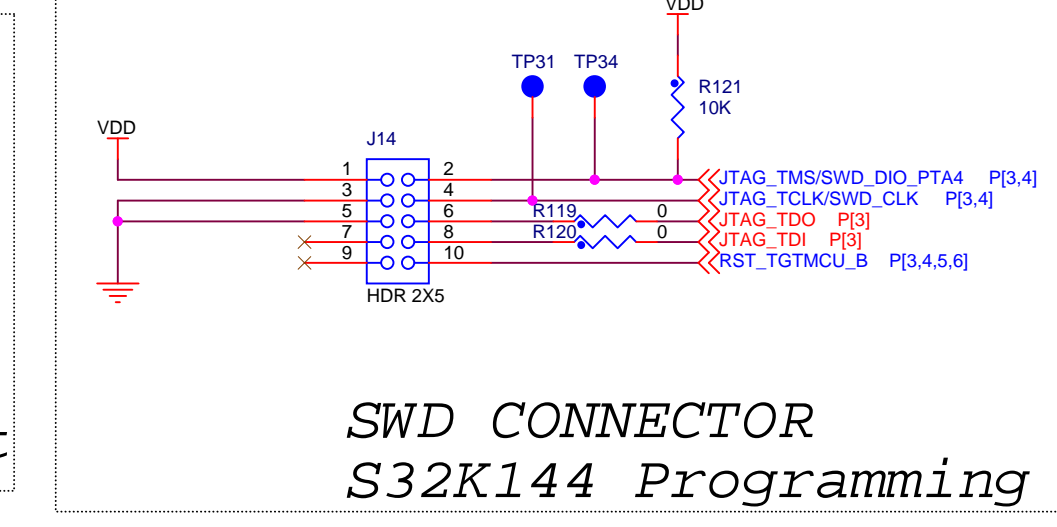 VDD
TP31 TP34
R121
10K
VDD
J14
1 2 JTAG_TMS/SWD_DIO_PTA4 P[3,4]
3 4 JTAG_TCLK/SWD_CLK P[3,4]
5 6 R119 0 JTAG_TDO P[3]
7 8 R120 0 JTAG_TDI P[3]
9 10 RST_TGTMCU_B P[3,4,5,6]
HDR 2X5
t
SWD CONNECTOR
S32K144 Programming